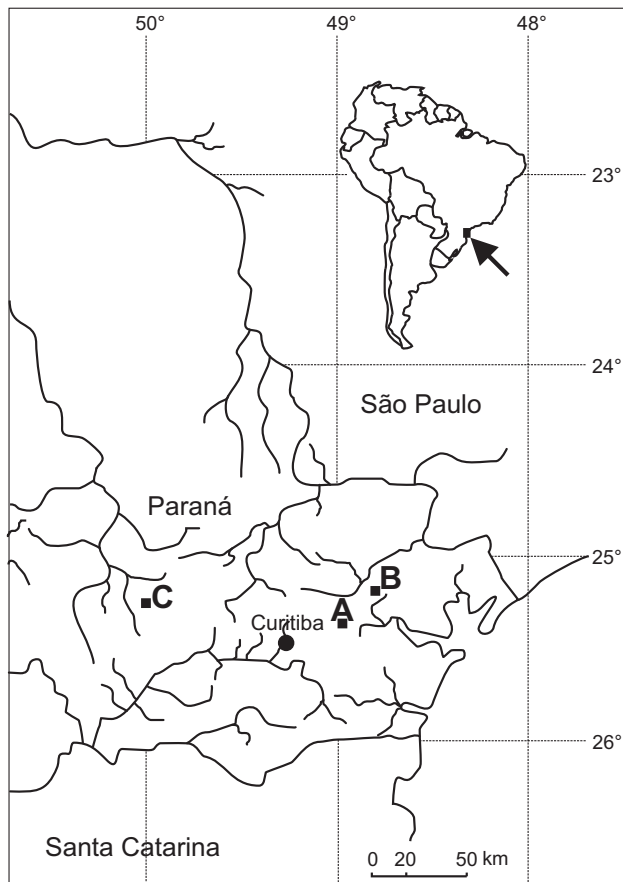 50° 49° 48°
23°
24°
São Paulo
Paraná
25°
B
C
A
Curitiba
26°
Santa Catarina
0 20 50 km